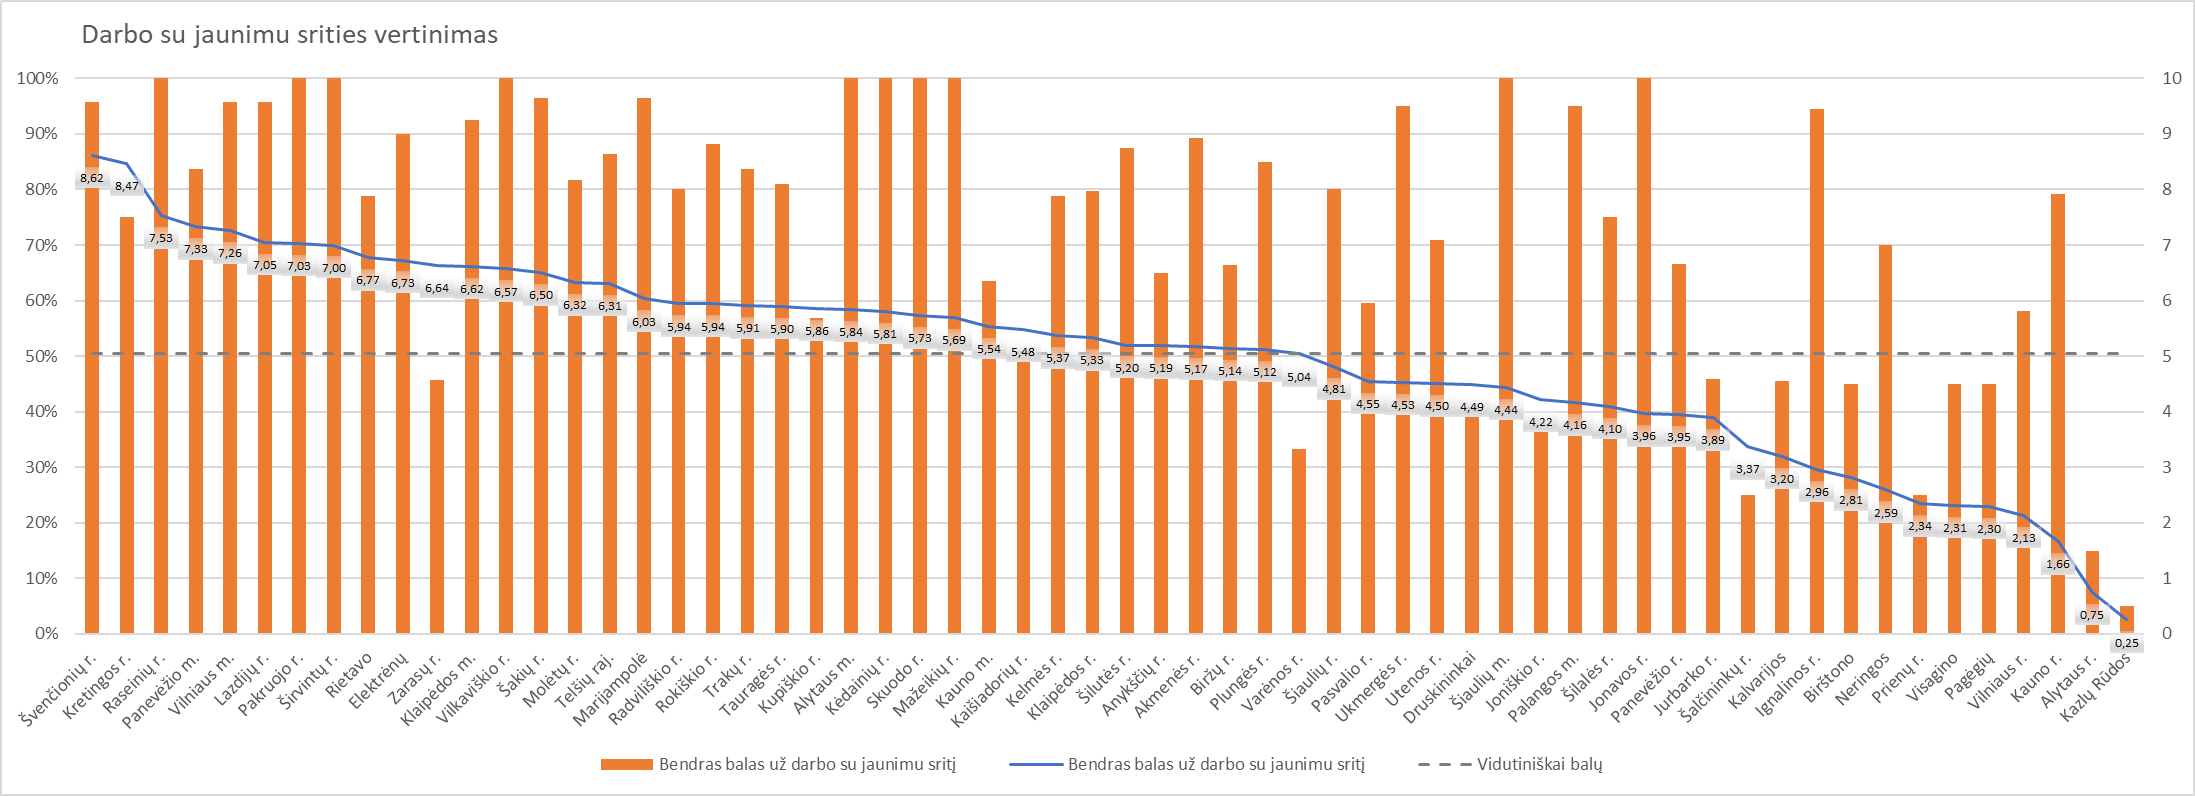 Darbo su jaunimu srities vertinimas
100% 10
90% 9
80% 8
70% 7
60% 6
50% 5
40% 4
30% 3
20% 2
10% 1
0% 0
8,62 8,47 7,53 7,33 7,26 7,05 7,03 7,00 6,77 6,73 6,64 6,62 6,57 6,50 6,32 6,31 6,03 5,94 5,94 5,91 5,90 5,86 5,84 5,81 5,73 5,69 5,54 5,48 5,37 5,33 5,20 5,19 5,17 5,14 5,12 5,04 4,81 4,55 4,53 4,50 4,49 4,44 4,22 4,16 4,10 3,96 3,95 3,89 3,37 3,20 2,96 2,81 2,59 2,34 2,31 2,30 2,13 1,66 0,75 0,25
Švenčionių r.
Kretingos r.
Raseinių r.
Panevėžio m.
Vilniaus m.
Lazdijų r.
Pakruojo r.
Širvintų r.
Rietavo
Elektrėnų
Zarasų r.
Klaipėdos m.
Vilkaviškio r.
Šakių r.
Molėtų r.
Telšių raj.
Marijampolė
Radviliškio r.
Rokiškio r.
Trakų r.
Tauragės r.
Kupiškio r.
Alytaus m.
Kėdainių r.
Skuodo r.
Mažeikių r.
Kauno m.
Kaišiadorių r.
Kelmės r.
Klaipėdos r.
Šilutės r.
Anykščių r.
Akmenės r.
Biržų r.
Plungės r.
Varėnos r.
Šiaulių r.
Pasvalio r.
Ukmergės r.
Utenos r.
Druskininkai
Šiaulių m.
Joniškio r.
Palangos m.
Šilalės r.
Jonavos r.
Panevėžio r.
Jurbarko r.
Šalčininkų r.
Kalvarijos
Ignalinos r.
Birštono
Neringos
Prienų r.
Visagino
Pagėgių
Vilniaus r.
Kauno r.
Alytaus r.
Kazlų Rūdos
Bendras balas už darbo su jaunimu sritį Bendras balas už darbo su jaunimu sritį Vidutiniškai balų